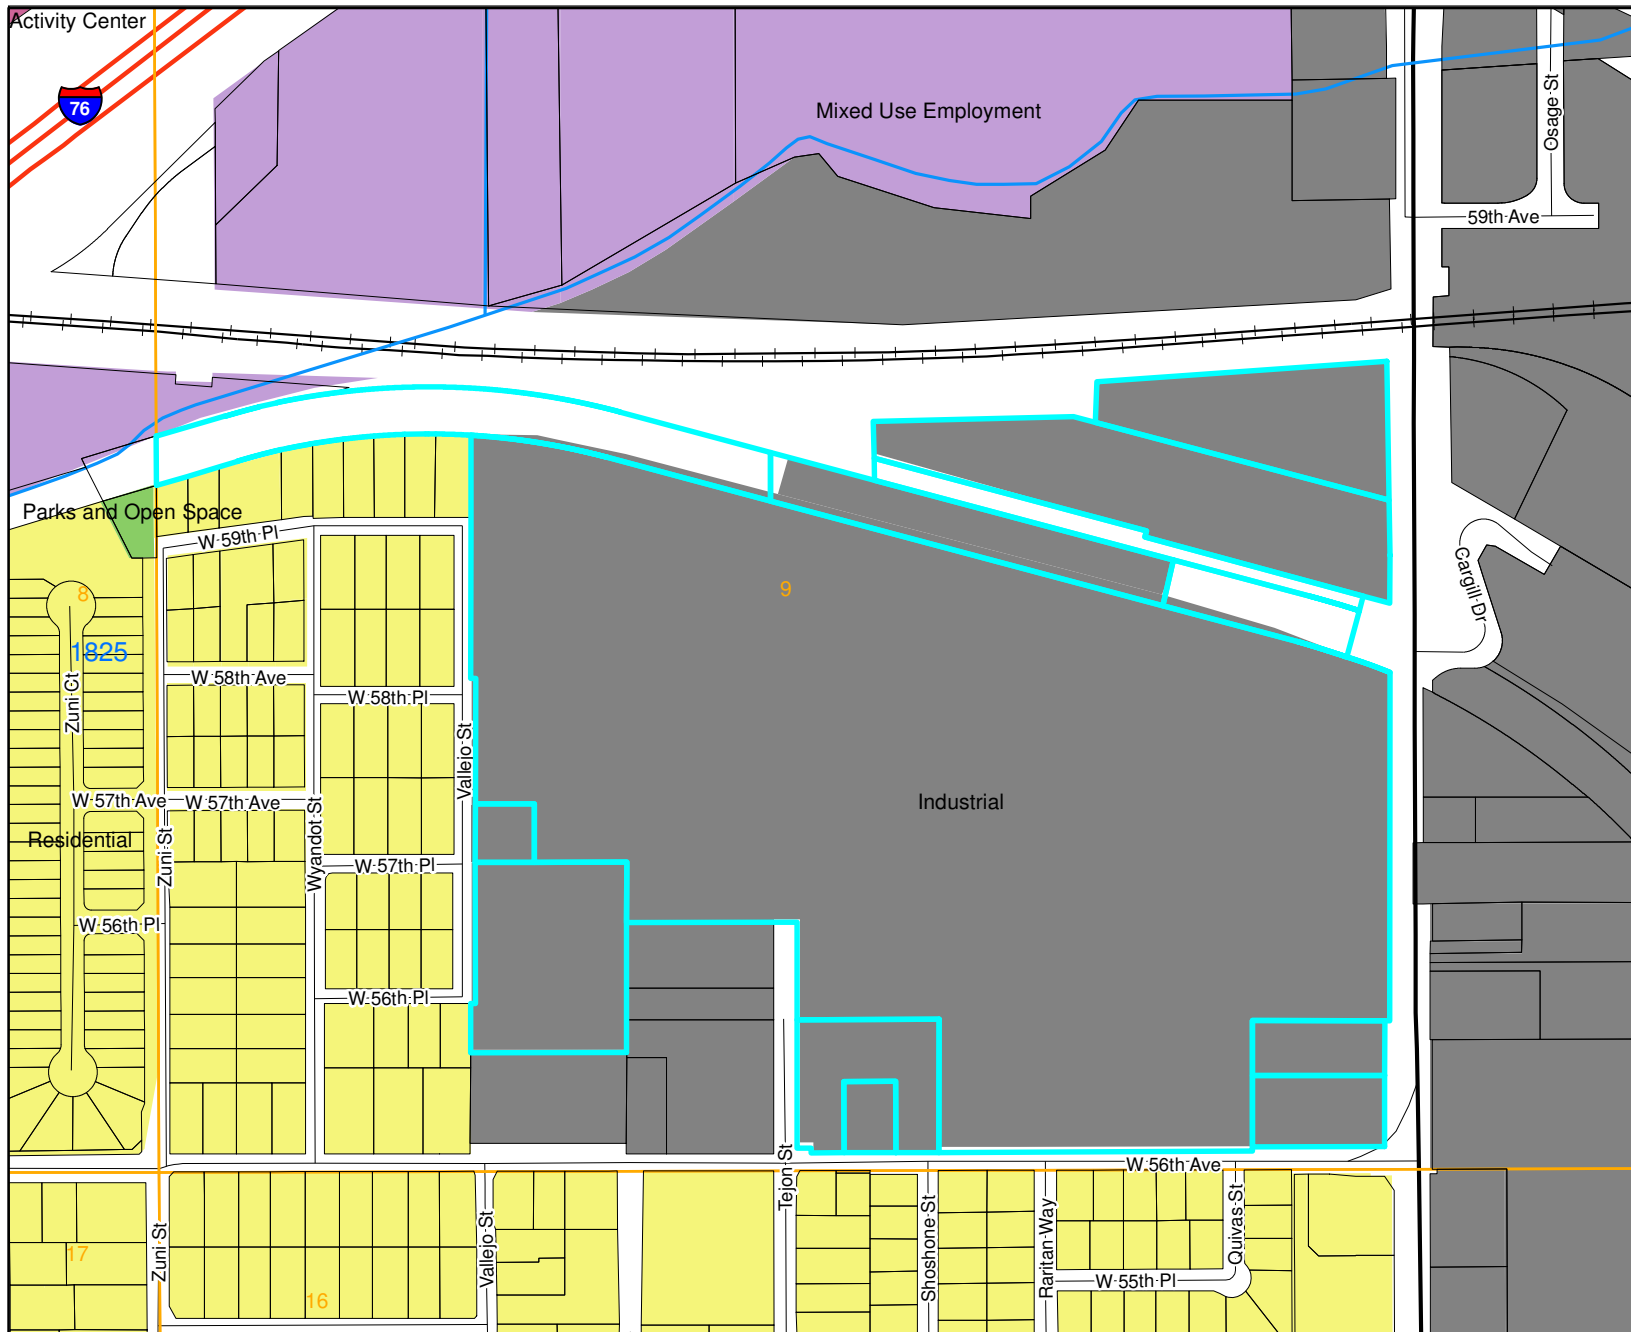 Activity Center
76
Mixed Use Employment
Osage St
59th Ave
Parks and Open Space
W 59th Pl
Cargill Dr
8
9
1825
Zuni Ct
W 58th Ave
W 58th Pl
Vallejo St
W 57th Ave
W 57th Ave
Industrial
Residential
Zuni St
Wyandot St
W 57th Pl
W 56th Pl
W 56th Pl
W 56th Ave
Tejon St
Zuni St
Vallejo St
Shoshone St
Raritan Way
Quivas St
17
W 55th Pl
16